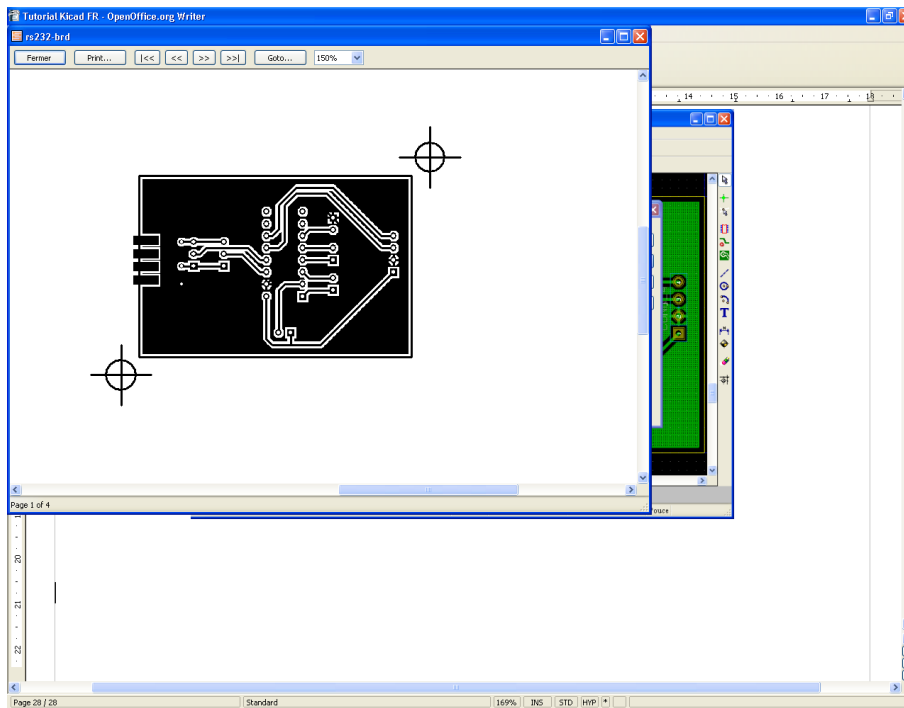 Tutorial Kicad FR - OpenOffice.org Writer
rs232-brd
Fermer Print... |<< << >> >>| Goto... 150%
14 15 16 17 18
T
Page 1 of 4
Pouce
20
21
22
Page 28 / 28 Standard 169% INS STD HYP *